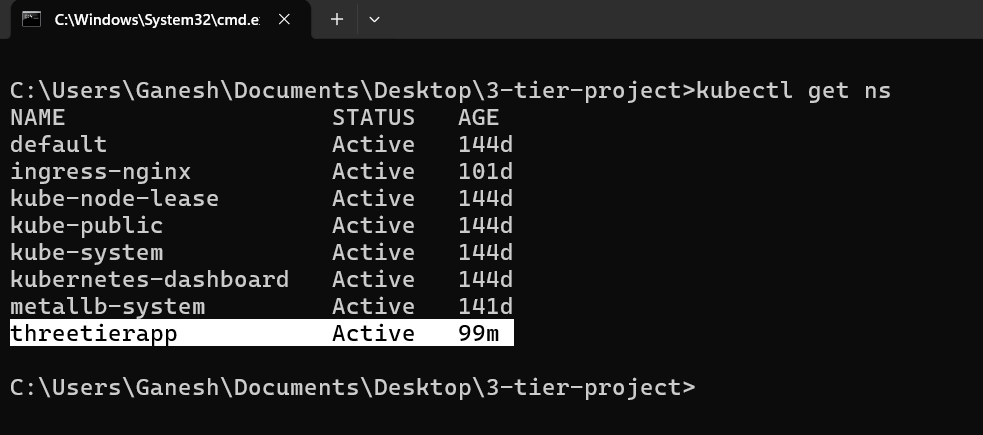 C:\Windows\System32\cmd.e
C:\Users\Ganesh\Documents\Desktop\3-tier-project>kubectl get ns
NAME STATUS AGE
default Active 144d
ingress-nginx Active 101d
kube-node-lease Active 144d
kube-public Active 144d
kube-system Active 144d
kubernetes-dashboard Active 144d
metallb-system Active 141d
threetierapp Active 99m
C:\Users\Ganesh\Documents\Desktop\3-tier-project>